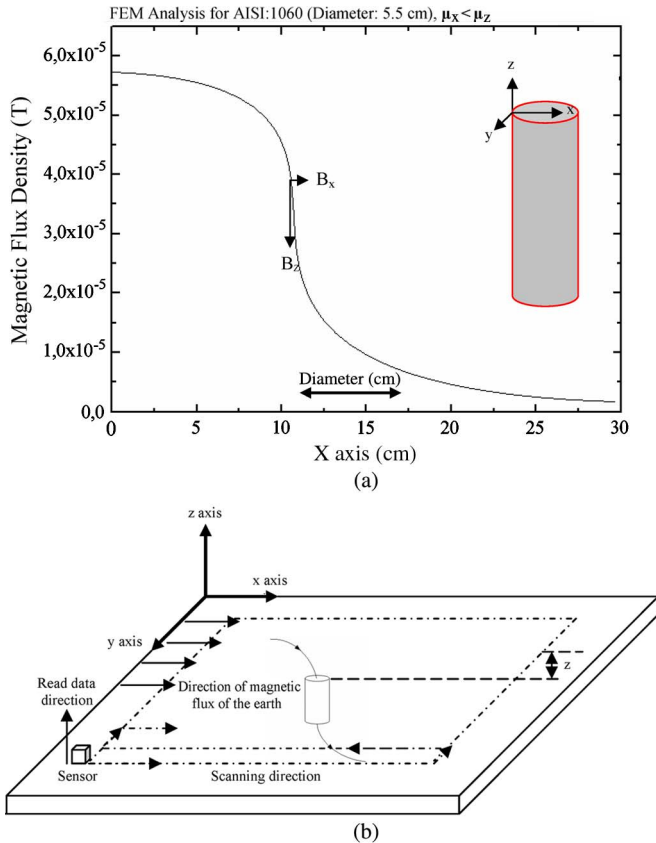 FEM Analysis for AISI:1060 (Diameter: 5.5 cm), μX < μZ
Magnetic Flux Density (T)
6,0x10-5
5,0x10-5
4,0x10-5
3,0x10-5
2,0x10-5
1,0x10-5
0,0
Bx
Bz
z
x
y
Diameter (cm)
0 5 10 15 20 25 30
X axis (cm)
(a)
z axis
x axis
y axis
z
Read data
direction
Direction of magnetic
flux of the earth
Sensor
Scanning direction
(b)